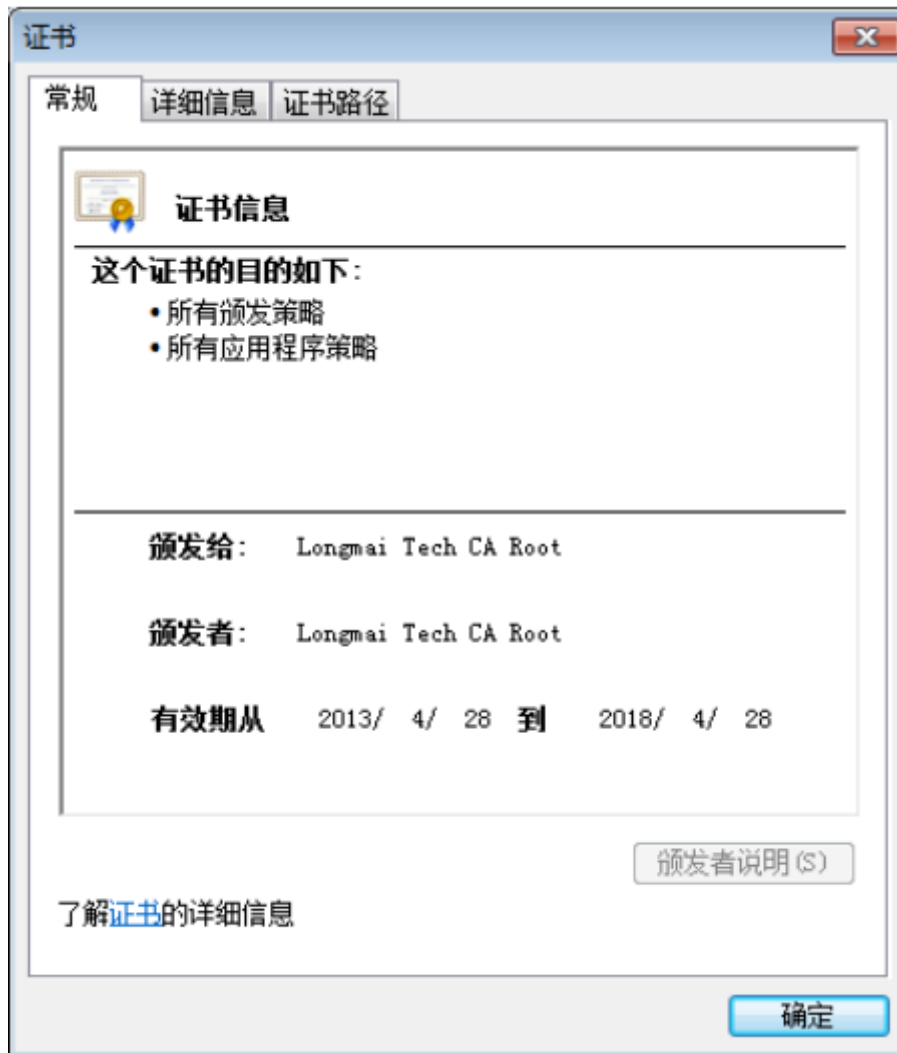 证书
常规 详细信息 证书路径
证书信息
这个证书的目的如下:
•所有颁发策略
•所有应用程序策略
颁发给: Longmai Tech CA Root
颁发者: Longmai Tech CA Root
有效期从 2013/ 4/ 28 到 2018/ 4/ 28
颁发者说明(S)
了解证书的详细信息
确定